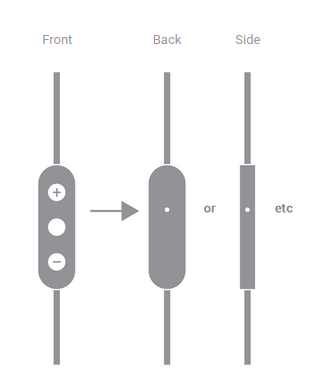 Front
Back
Side
+
or
etc
−